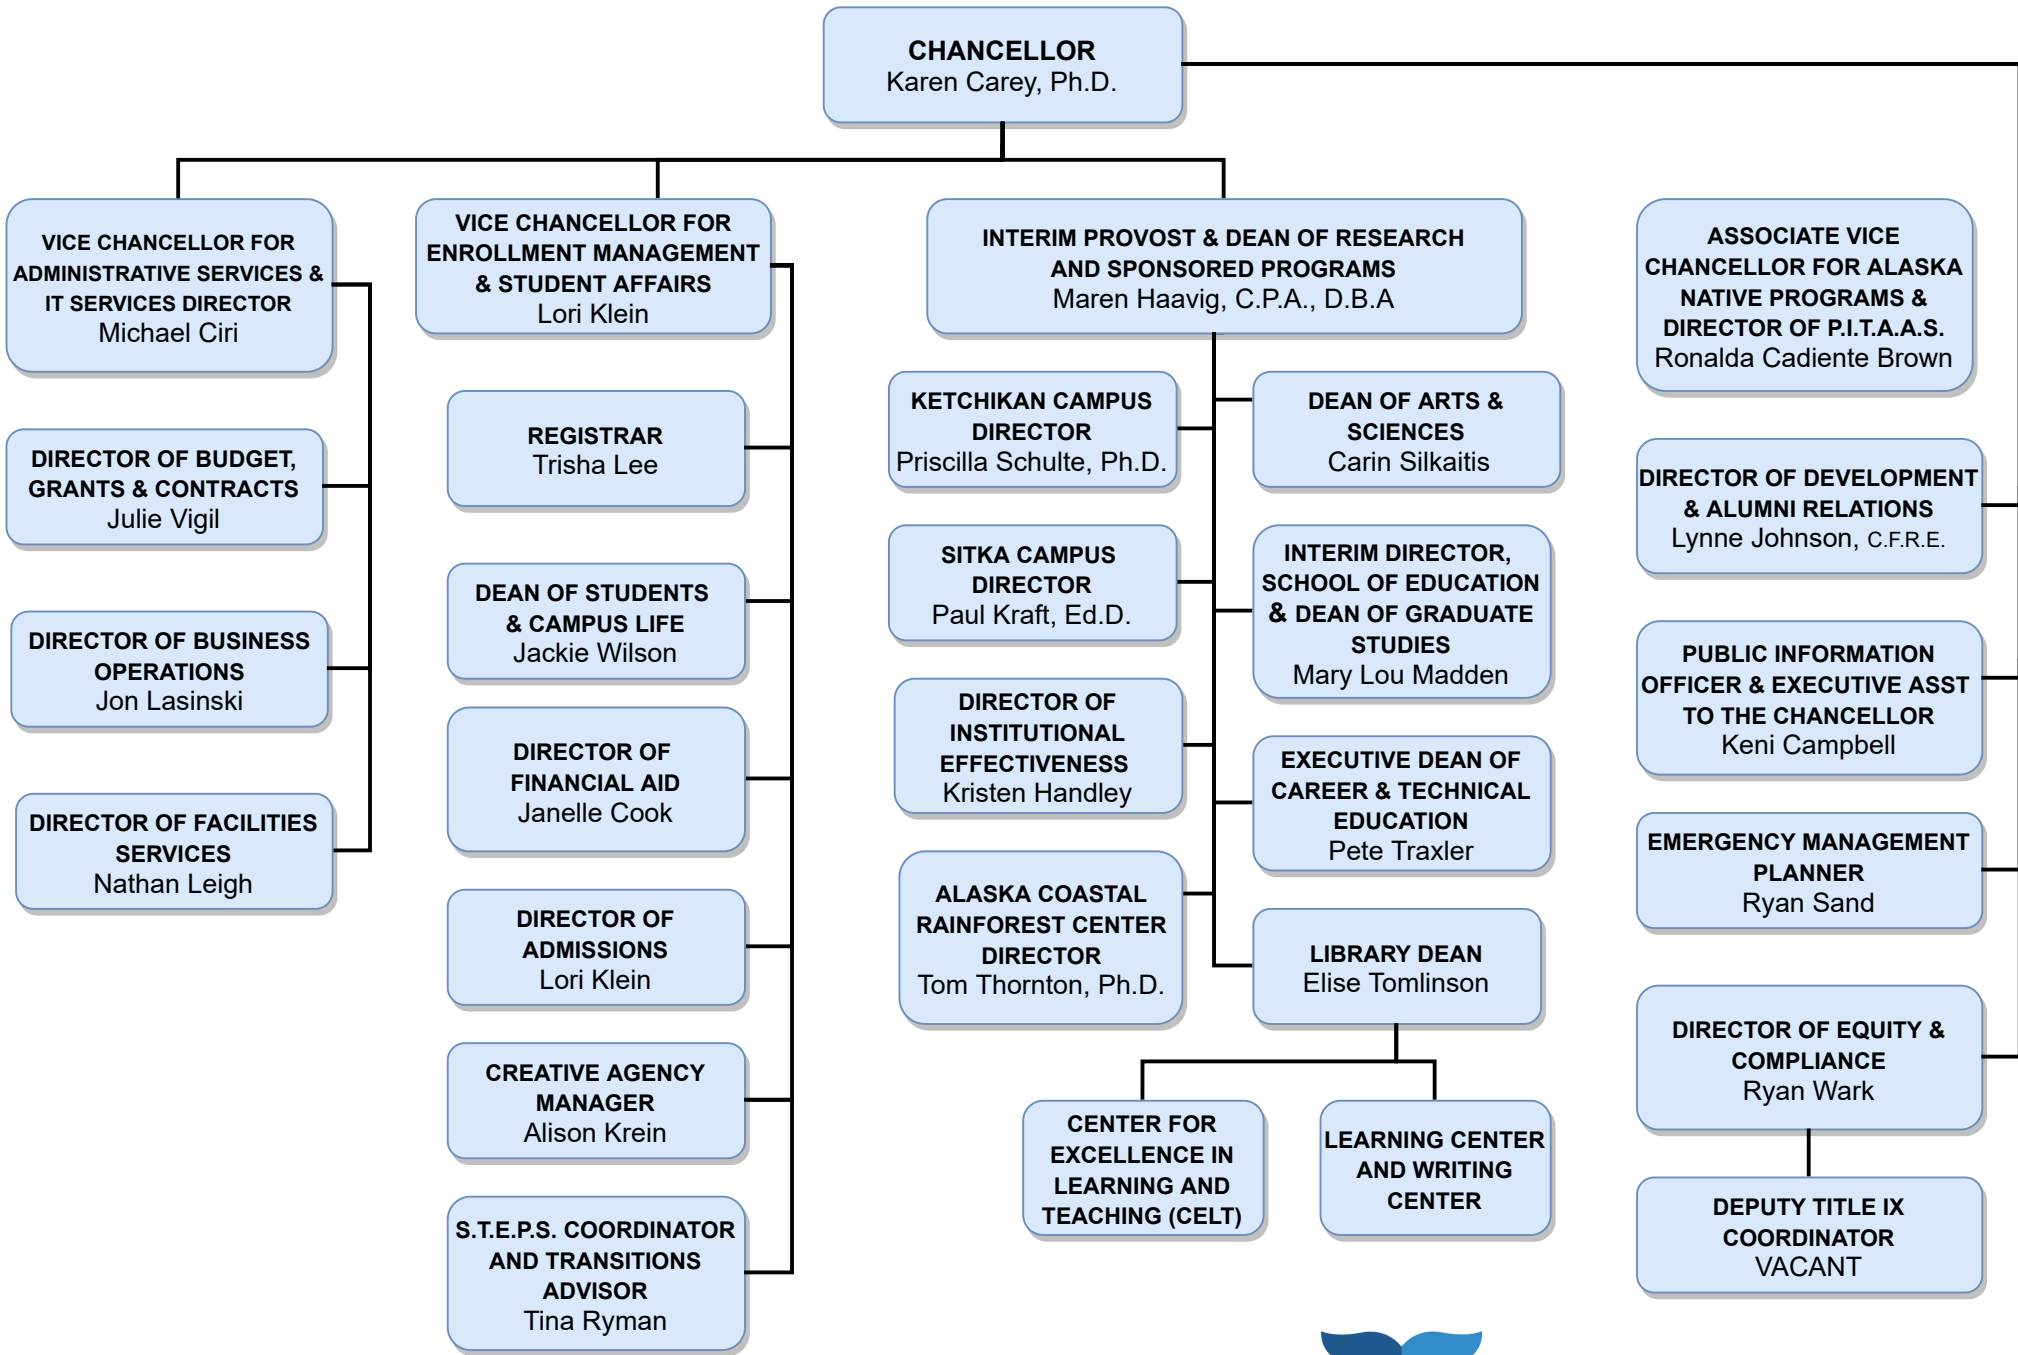 CHANCELLOR
Karen Carey, Ph.D.
VICE CHANCELLOR FOR
ADMINISTRATIVE SERVICES &
IT SERVICES DIRECTOR
Michael Ciri
DIRECTOR OF BUDGET,
GRANTS & CONTRACTS
Julie Vigil
DIRECTOR OF BUSINESS
OPERATIONS
Jon Lasinski
DIRECTOR OF FACILITIES
SERVICES
Nathan Leigh
VICE CHANCELLOR FOR
ENROLLMENT MANAGEMENT
& STUDENT AFFAIRS
Lori Klein
REGISTRAR
Trisha Lee
DEAN OF STUDENTS
& CAMPUS LIFE
Jackie Wilson
DIRECTOR OF
FINANCIAL AID
Janelle Cook
DIRECTOR OF
ADMISSIONS
Lori Klein
CREATIVE AGENCY
MANAGER
Alison Krein
S.T.E.P.S. COORDINATOR
AND TRANSITIONS
ADVISOR
Tina Ryman
INTERIM PROVOST & DEAN OF RESEARCH
AND SPONSORED PROGRAMS
Maren Haavig, C.P.A., D.B.A
KETCHIKAN CAMPUS
DIRECTOR
Priscilla Schulte, Ph.D.
SITKA CAMPUS
DIRECTOR
Paul Kraft, Ed.D.
DIRECTOR OF
INSTITUTIONAL
EFFECTIVENESS
Kristen Handley
ALASKA COASTAL
RAINFOREST CENTER
DIRECTOR
Tom Thornton, Ph.D.
DEAN OF ARTS &
SCIENCES
Carin Silkaitis
INTERIM DIRECTOR,
SCHOOL OF EDUCATION
& DEAN OF GRADUATE
STUDIES
Mary Lou Madden
EXECUTIVE DEAN OF
CAREER & TECHNICAL
EDUCATION
Pete Traxler
LIBRARY DEAN
Elise Tomlinson
CENTER FOR
EXCELLENCE IN
LEARNING AND
TEACHING (CELT)
LEARNING CENTER
AND WRITING
CENTER
ASSOCIATE VICE
CHANCELLOR FOR ALASKA
NATIVE PROGRAMS &
DIRECTOR OF P.I.T.A.A.S.
Ronalda Cadiente Brown
DIRECTOR OF DEVELOPMENT
& ALUMNI RELATIONS
Lynne Johnson, C.F.R.E.
PUBLIC INFORMATION
OFFICER & EXECUTIVE ASST
TO THE CHANCELLOR
Keni Campbell
EMERGENCY MANAGEMENT
PLANNER
Ryan Sand
DIRECTOR OF EQUITY &
COMPLIANCE
Ryan Wark
DEPUTY TITLE IX
COORDINATOR
VACANT